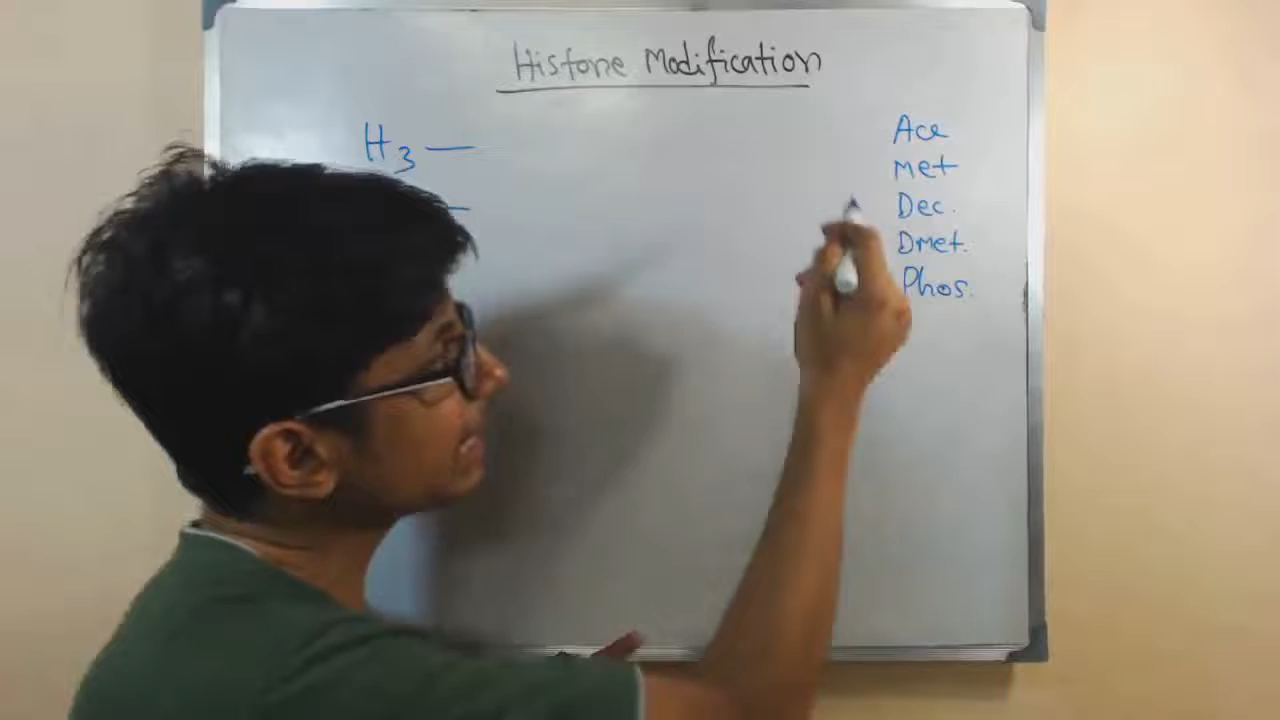 Histone Modification
H3 —
Ace
Met
Dec.
Dmet.
Phos.